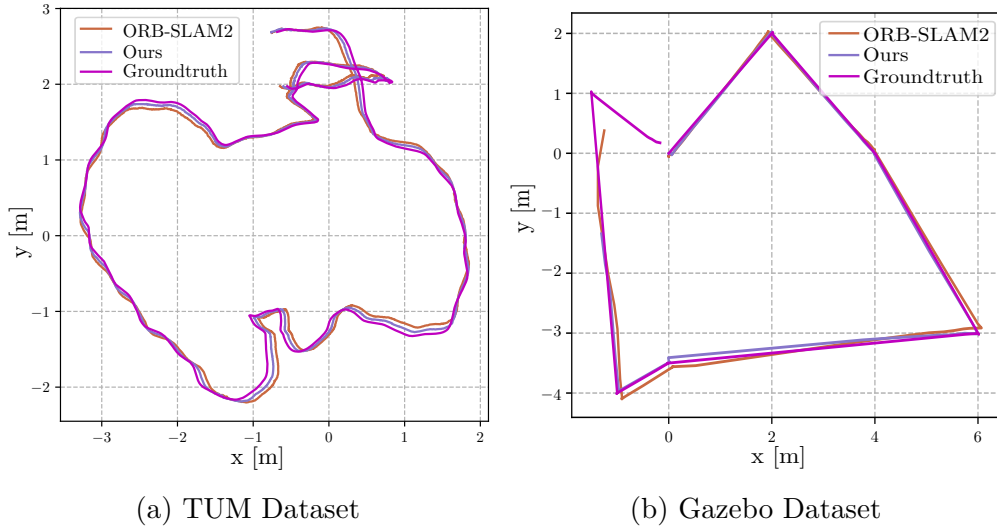 3
2
1
0
−1
−2
y [m]
−3
−2
−1
0
1
2
x [m]
ORB-SLAM2
Ours
Groundtruth
(a) TUM Dataset
2
1
0
−1
−2
−3
−4
y [m]
0
2
4
6
x [m]
ORB-SLAM2
Ours
Groundtruth
(b) Gazebo Dataset